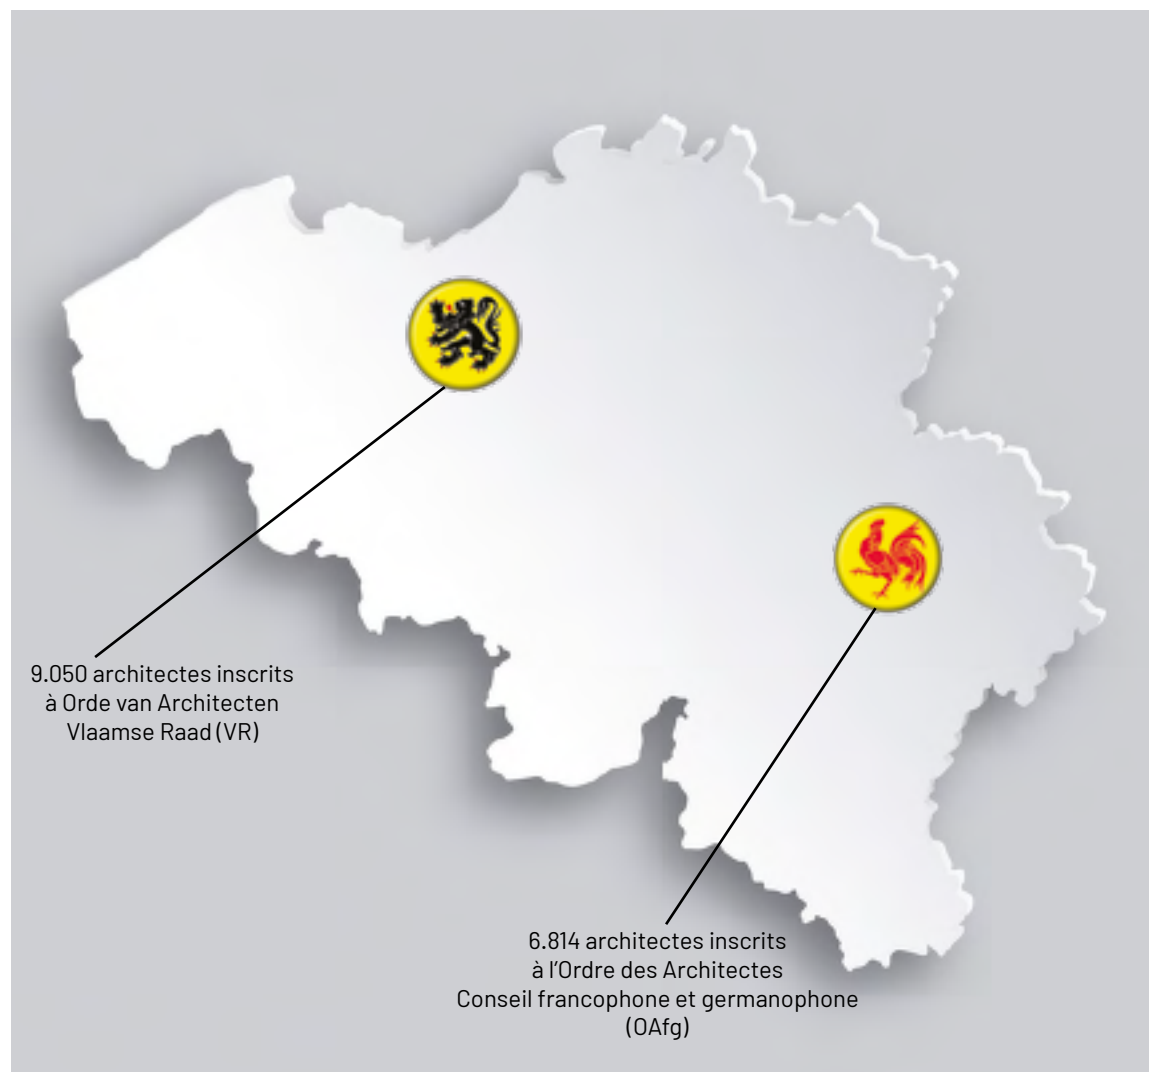 9.050 architectes inscrits
à Orde van Architecten
Vlaamse Raad (VR)
6.814 architectes inscrits
à l'Ordre des Architectes
Conseil francophone et germanophone
(OAfg)